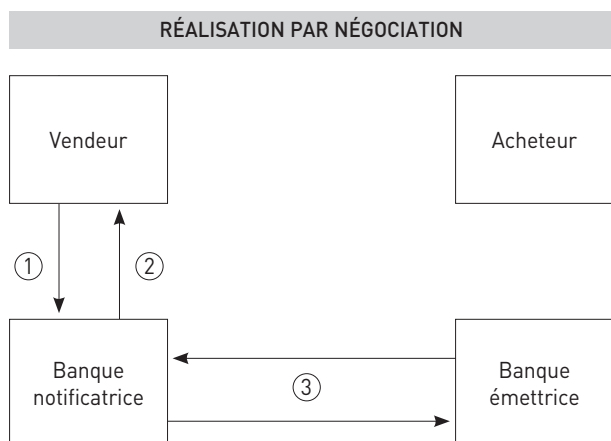 RÉALISATION PAR NÉGOCIATION
Vendeur
Acheteur
1
2
Banque
notificatrice
3
Banque
émettrice